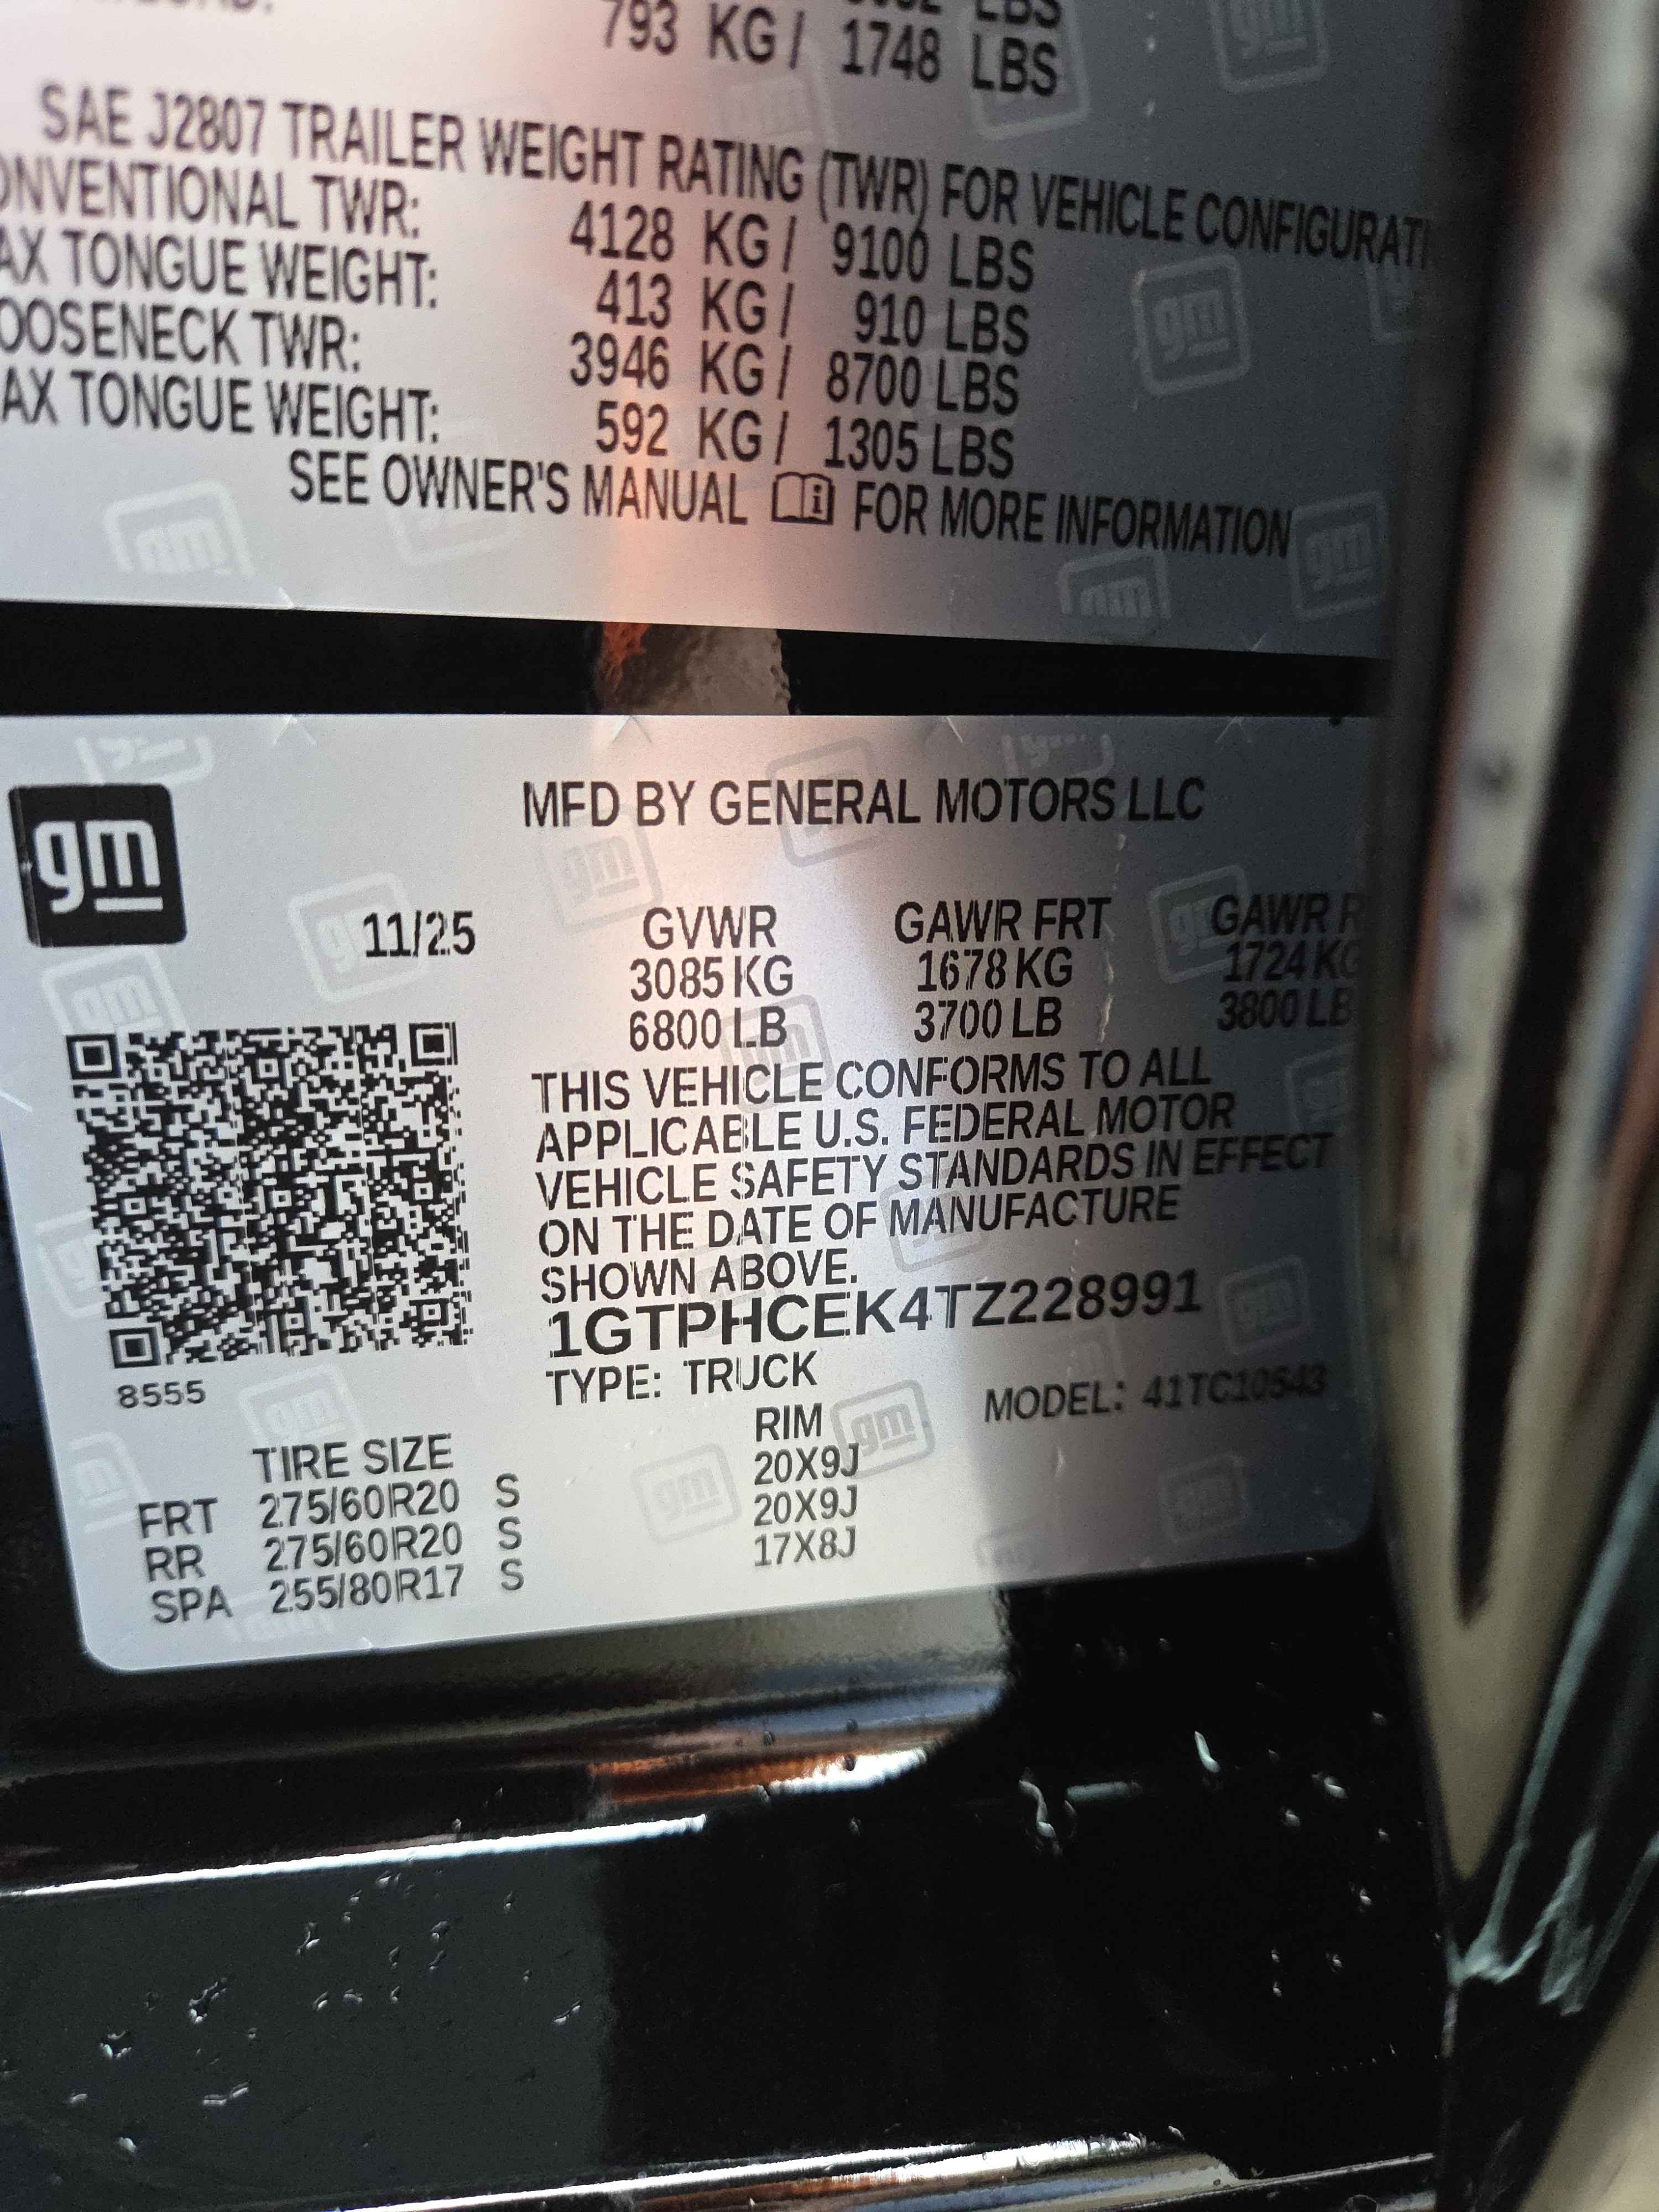 LBS
793 KG / 1748 LBS
SAE J2807 TRAILER WEIGHT RATING (TWR) FOR VEHICLE CONFIGURATI
ONVENTIONAL TWR: 4128 KG / 9100 LBS
AX TONGUE WEIGHT: 413 KG / 910 LBS
OOSENECK TWR: 3946 KG / 8700 LBS
AX TONGUE WEIGHT: 592 KG / 1305 LBS
SEE OWNER'S MANUAL FOR MORE INFORMATION
gm
MFD BY GENERAL MOTORS LLC
11/25 GVWR GAWR FRT GAWR R
3085 KG 1678 KG 1724 KG
6800 LB 3700 LB 3800 LB
THIS VEHICLE CONFORMS TO ALL
APPLICABLE U.S. FEDERAL MOTOR
VEHICLE SAFETY STANDARDS IN EFFECT
ON THE DATE OF MANUFACTURE
SHOWN ABOVE.
1GTPHCEK4TZ228991
8555 TYPE: TRUCK MODEL: 41TC10543
TIRE SIZE RIM
FRT 275/60R20 S 20X9J
RR 275/60R20 S 20X9J
SPA 255/80R17 S 17X8J